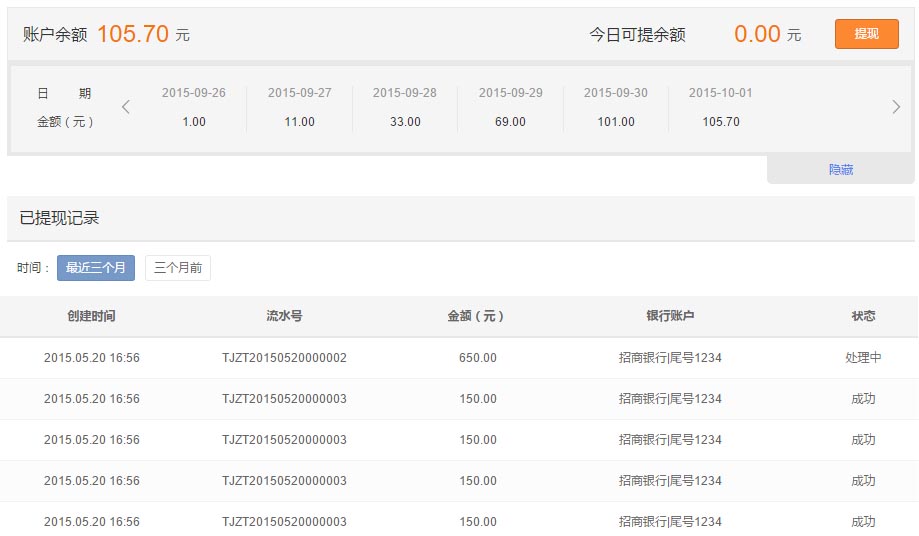 账户余额 105.70 元 今日可提余额 0.00 元 提现
日 期 2015-09-26 2015-09-27 2015-09-28 2015-09-29 2015-09-30 2015-10-01
金额（元） 1.00 11.00 33.00 69.00 101.00 105.70
隐藏
已提现记录
时间： 最近三个月 三个月前
创建时间 流水号 金额（元） 银行账户 状态
2015.05.20 16:56 TJZT20150520000002 650.00 招商银行|尾号1234 处理中
2015.05.20 16:56 TJZT20150520000003 150.00 招商银行|尾号1234 成功
2015.05.20 16:56 TJZT20150520000003 150.00 招商银行|尾号1234 成功
2015.05.20 16:56 TJZT20150520000003 150.00 招商银行|尾号1234 成功
2015.05.20 16:56 TJZT20150520000003 150.00 招商银行|尾号1234 成功